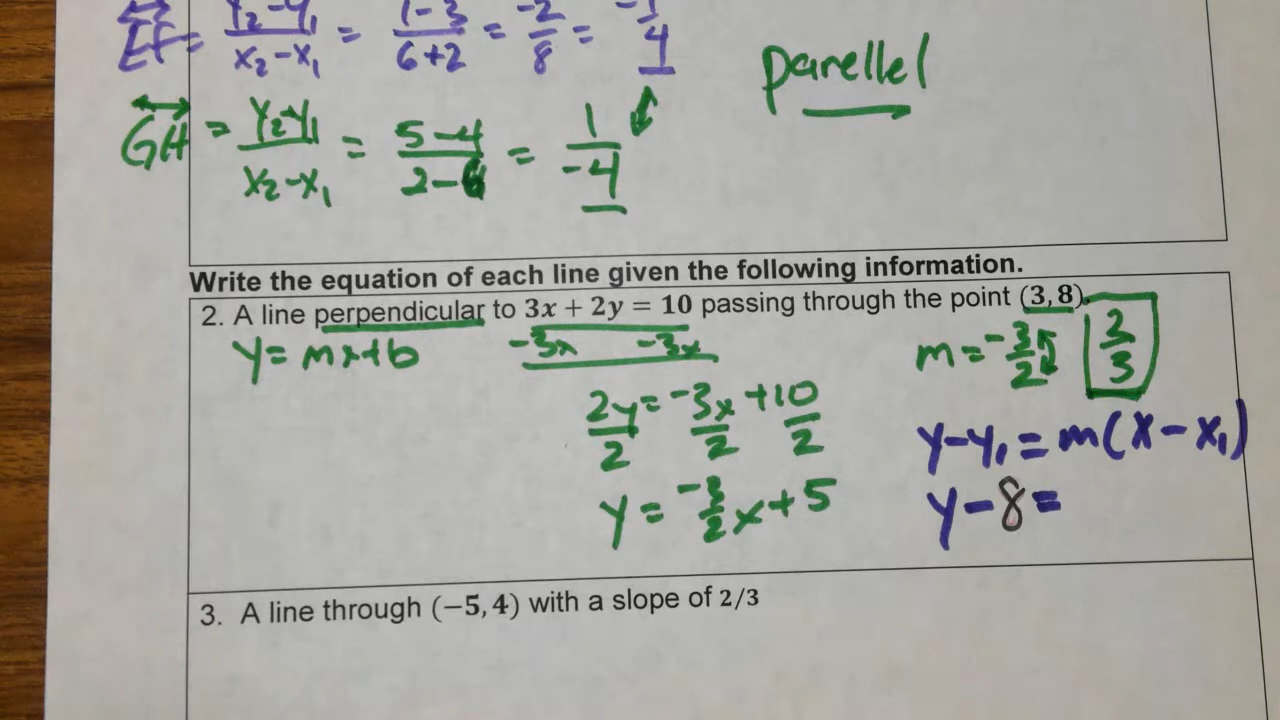 EF = Y₂-Y₁ / X₂-X₁ = 1-3 / 6+2 = -2 / 8 = -1 / 4
parellel
GH = Y₂-Y₁ / X₂-X₁ = 5-4 / 2-6 = 1 / -4
Write the equation of each line given the following information.
2. A line perpendicular to 3x + 2y = 10 passing through the point (3, 8).
y = mx+b
-3x -3x
m = -3/2
2/3
2y/2 = -3x/2 + 10/2
y-y₁ = m(x-x₁)
y = -3/2 x + 5
y-8 =
3. A line through (−5, 4) with a slope of 2/3